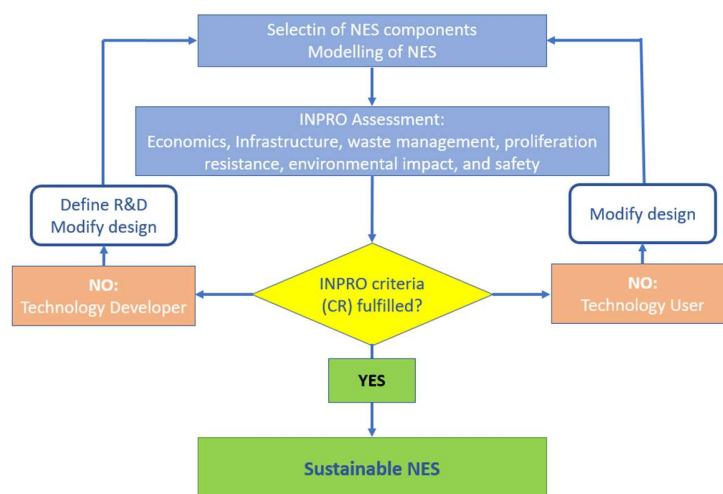 Selectin of NES components
Modelling of NES
INPRO Assessment:
Economics, Infrastructure, waste management, proliferation
resistance, environmental impact, and safety
Define R&D
Modify design
Modify design
NO:
Technology Developer
INPRO criteria
(CR) fulfilled?
NO:
Technology User
YES
Sustainable NES